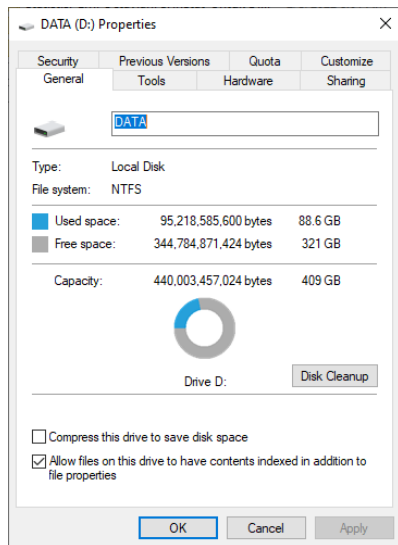 DATA (D:) Properties
Security Previous Versions Quota Customize
General Tools Hardware Sharing
DATA
Type: Local Disk
File system: NTFS
Used space: 95,218,585,600 bytes 88.6 GB
Free space: 344,784,871,424 bytes 321 GB
Capacity: 440,003,457,024 bytes 409 GB
Drive D:
Disk Cleanup
Compress this drive to save disk space
Allow files on this drive to have contents indexed in addition to
file properties
OK Cancel Apply